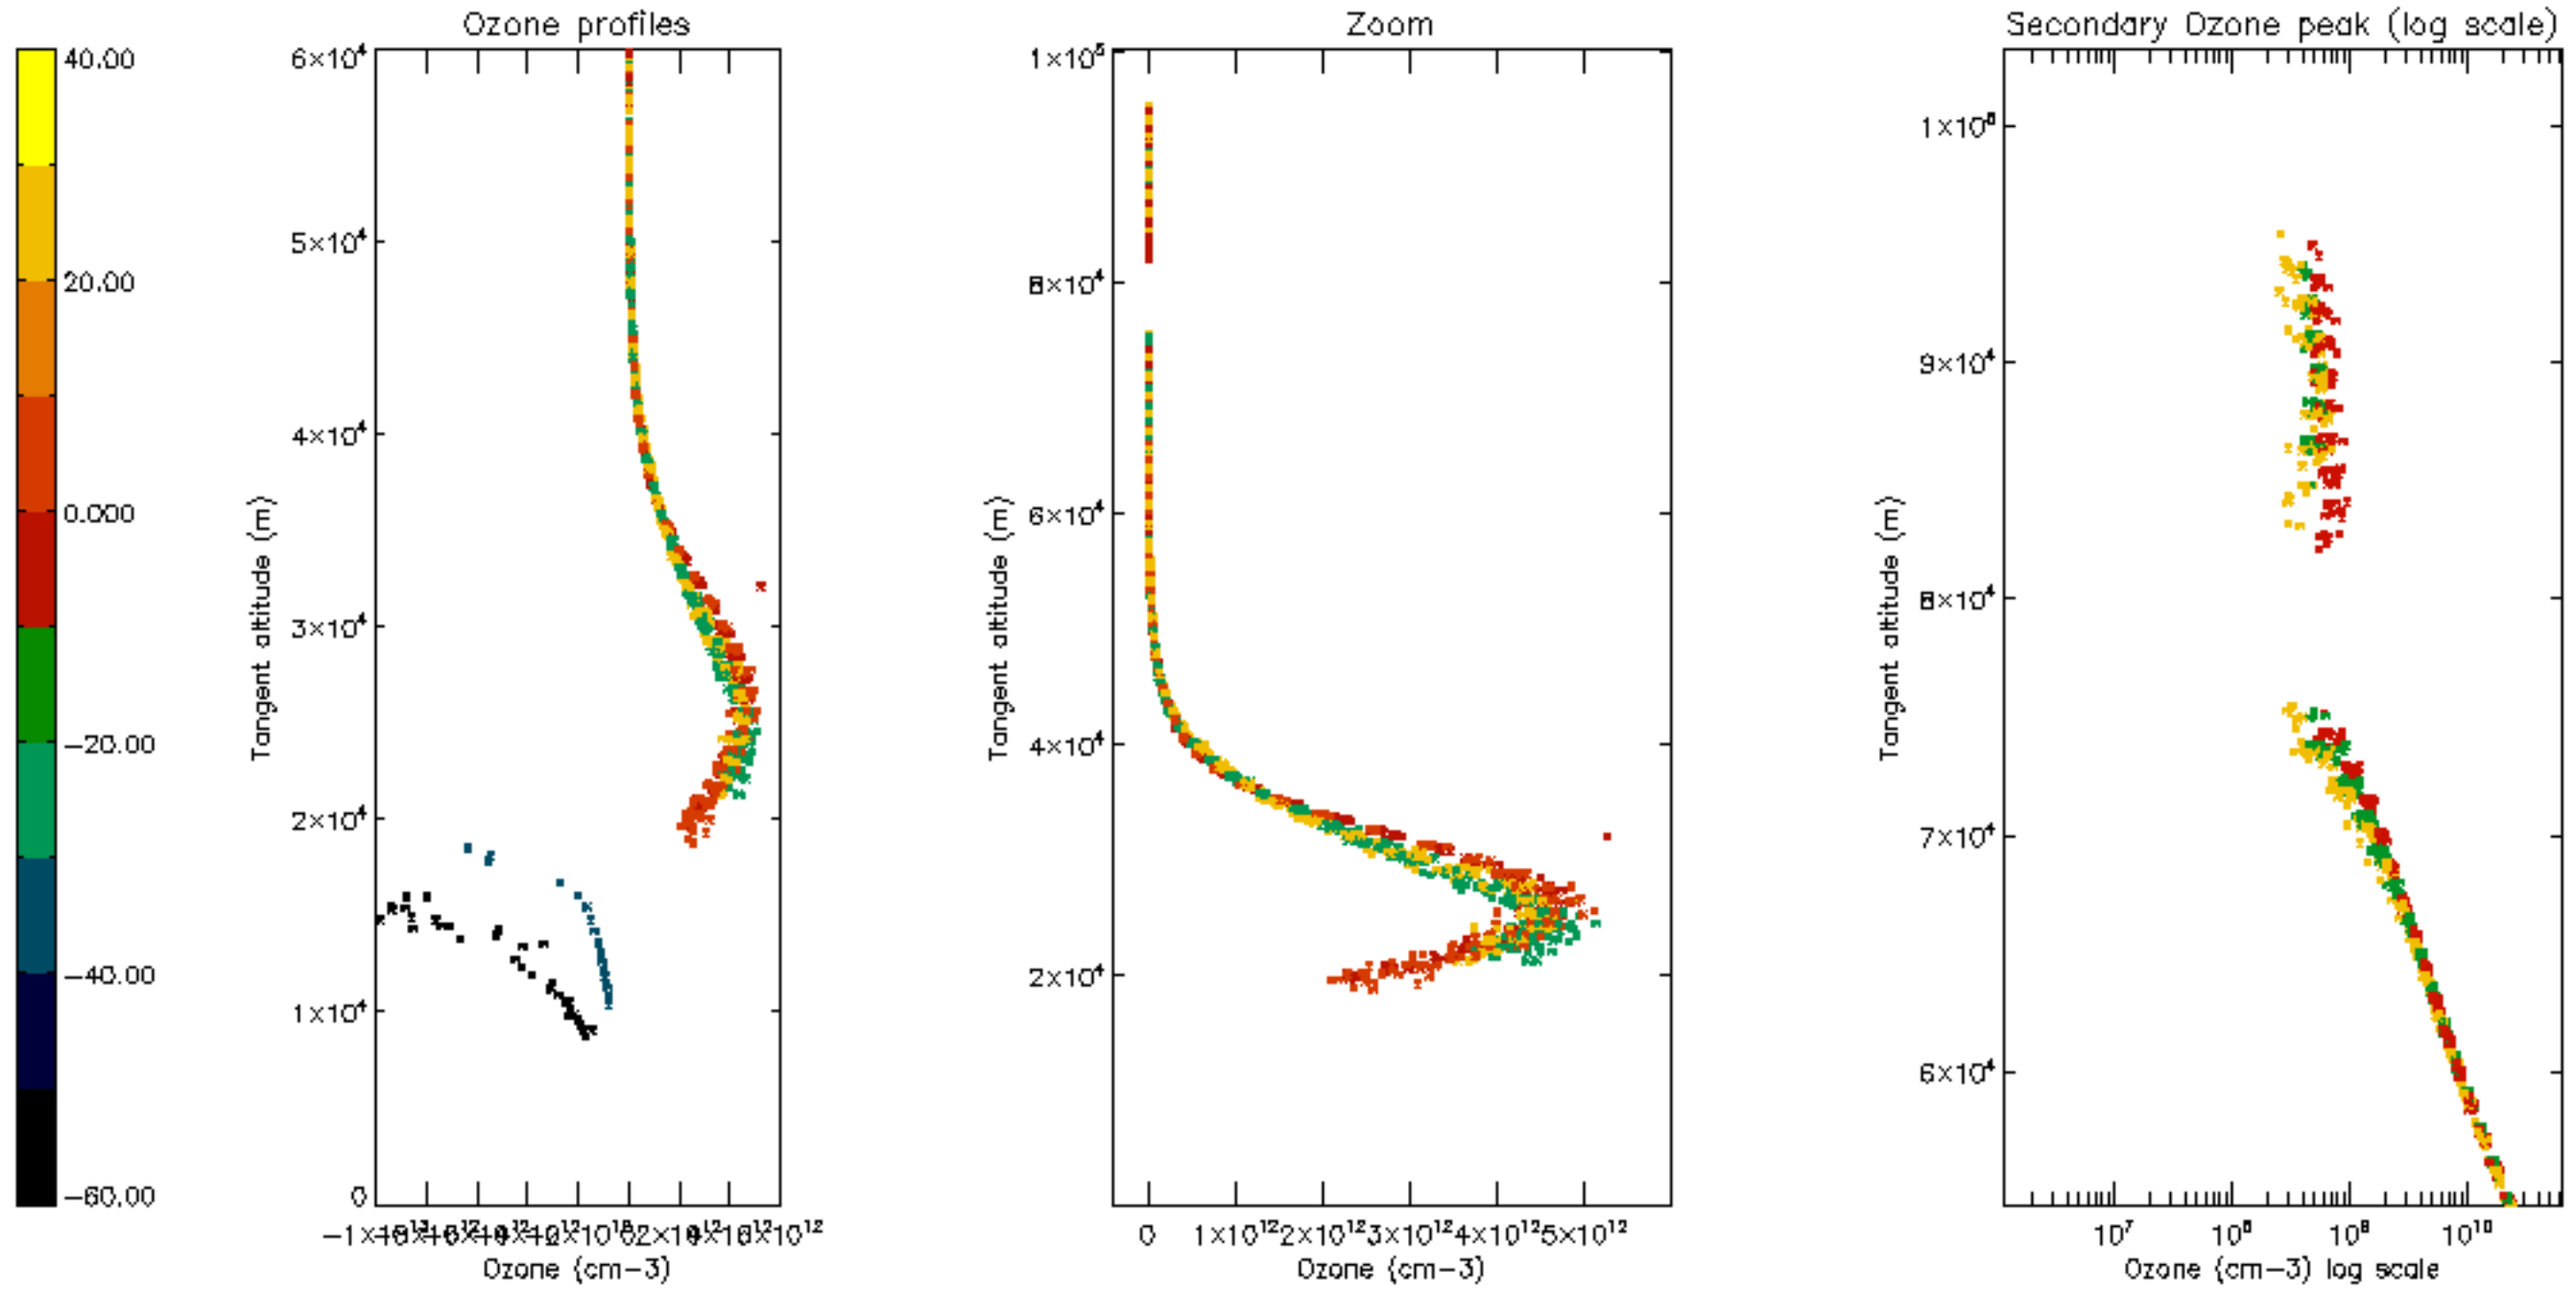 Ozone profiles
Zoom
Secondary Ozone peak (log scale)
40.00
20.00
0.000
−20.00
−40.00
−60.00
6×10⁴
5×10⁴
4×10⁴
3×10⁴
2×10⁴
1×10⁴
0
Tangent altitude (m)
6×10¹²
Ozone (cm−3)
1×10⁵
8×10⁴
6×10⁴
4×10⁴
2×10⁴
Tangent altitude (m)
0 1×10¹² 2×10¹² 3×10¹² 4×10¹² 5×10¹²
Ozone (cm−3)
9×10⁴
8×10⁴
7×10⁴
6×10⁴
Tangent altitude (m)
10⁷ 10⁸ 10⁹ 10¹⁰
Ozone (cm−3) log scale